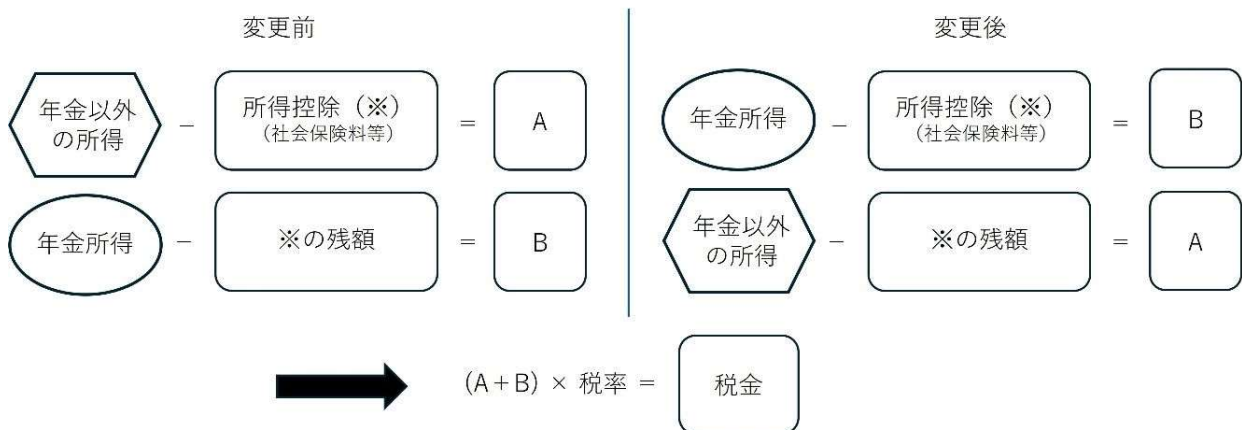 変更前
年金以外
の所得
－
所得控除（※）
（社会保険料等）
＝
A
年金所得
－
※の残額
＝
B
変更後
年金所得
－
所得控除（※）
（社会保険料等）
＝
B
年金以外
の所得
－
※の残額
＝
A
(A＋B) × 税率 ＝
税金